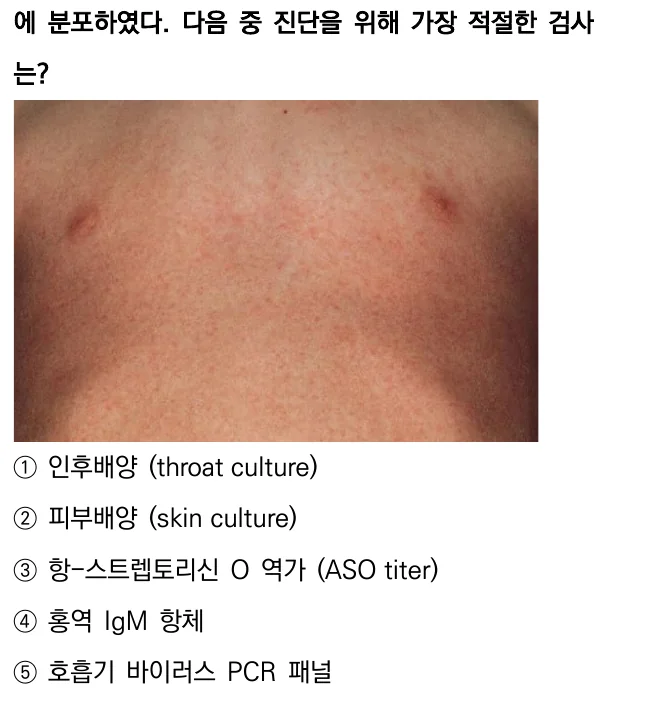 에 분포하였다. 다음 중 진단을 위해 가장 적절한 검사
는?
① 인후배양 (throat culture)
② 피부배양 (skin culture)
③ 항-스트렙토리신 O 역가 (ASO titer)
④ 홍역 IgM 항체
⑤ 호흡기 바이러스 PCR 패널